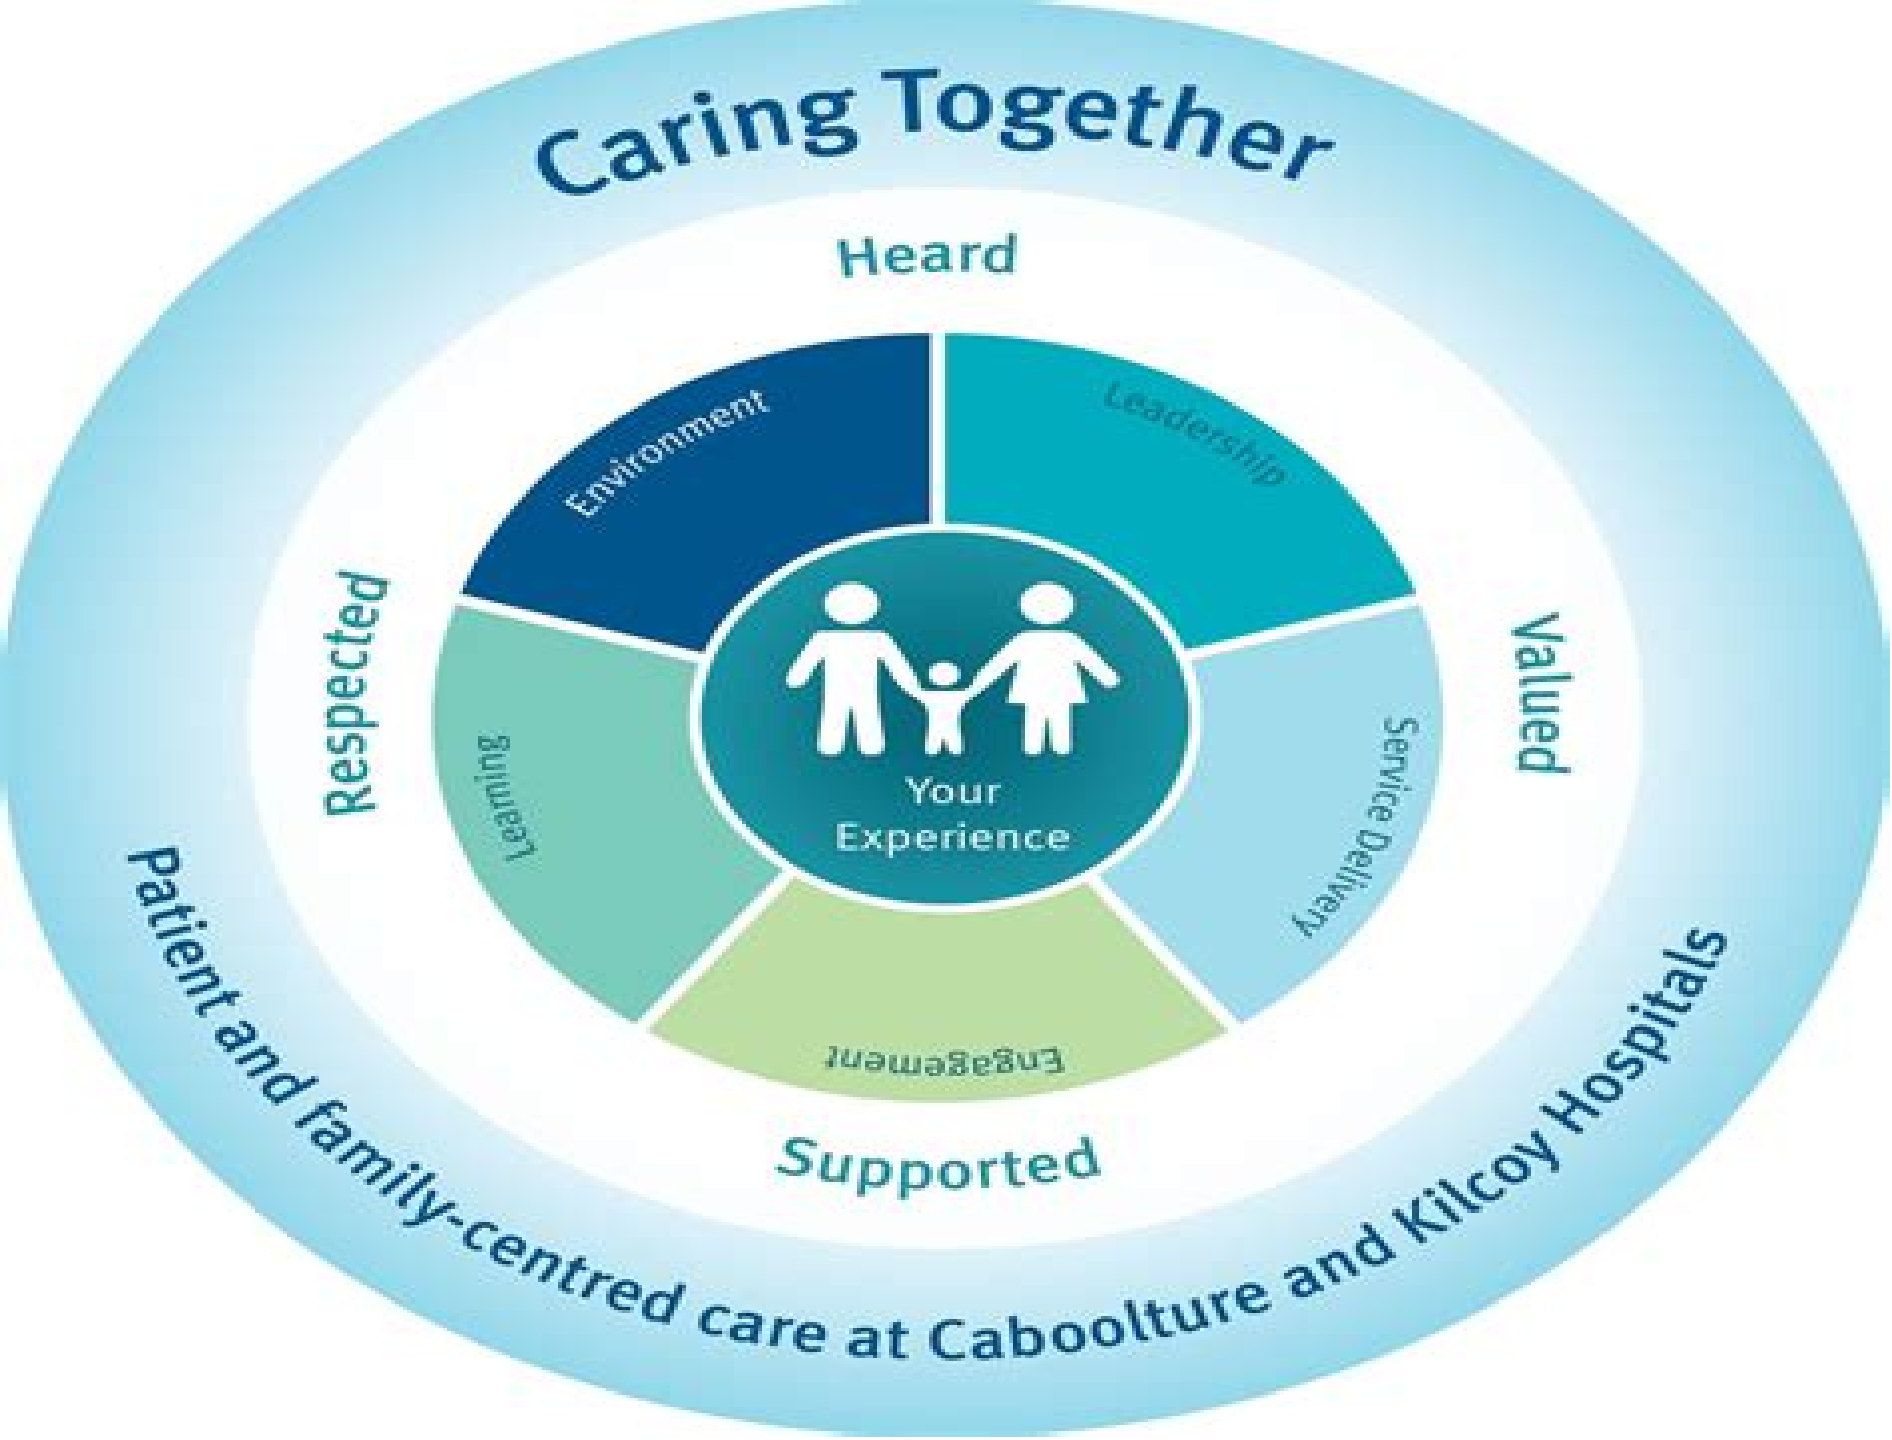 Caring Together
Heard
Environment
Leadership
Respected
Valued
Learning
Service Delivery
Your
Experience
Engagement
Supported
Patient and family-centred care at Caboolture and Kilcoy Hospitals